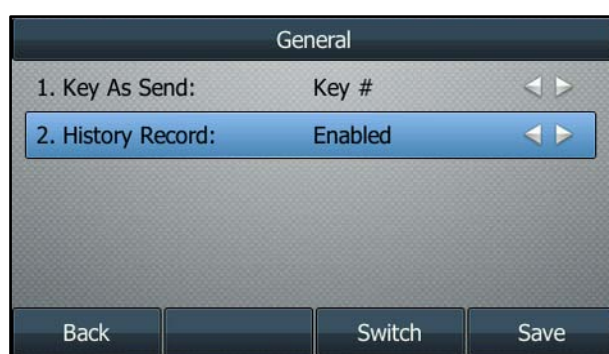 General
1. Key As Send: Key #
2. History Record: Enabled
Back Switch Save